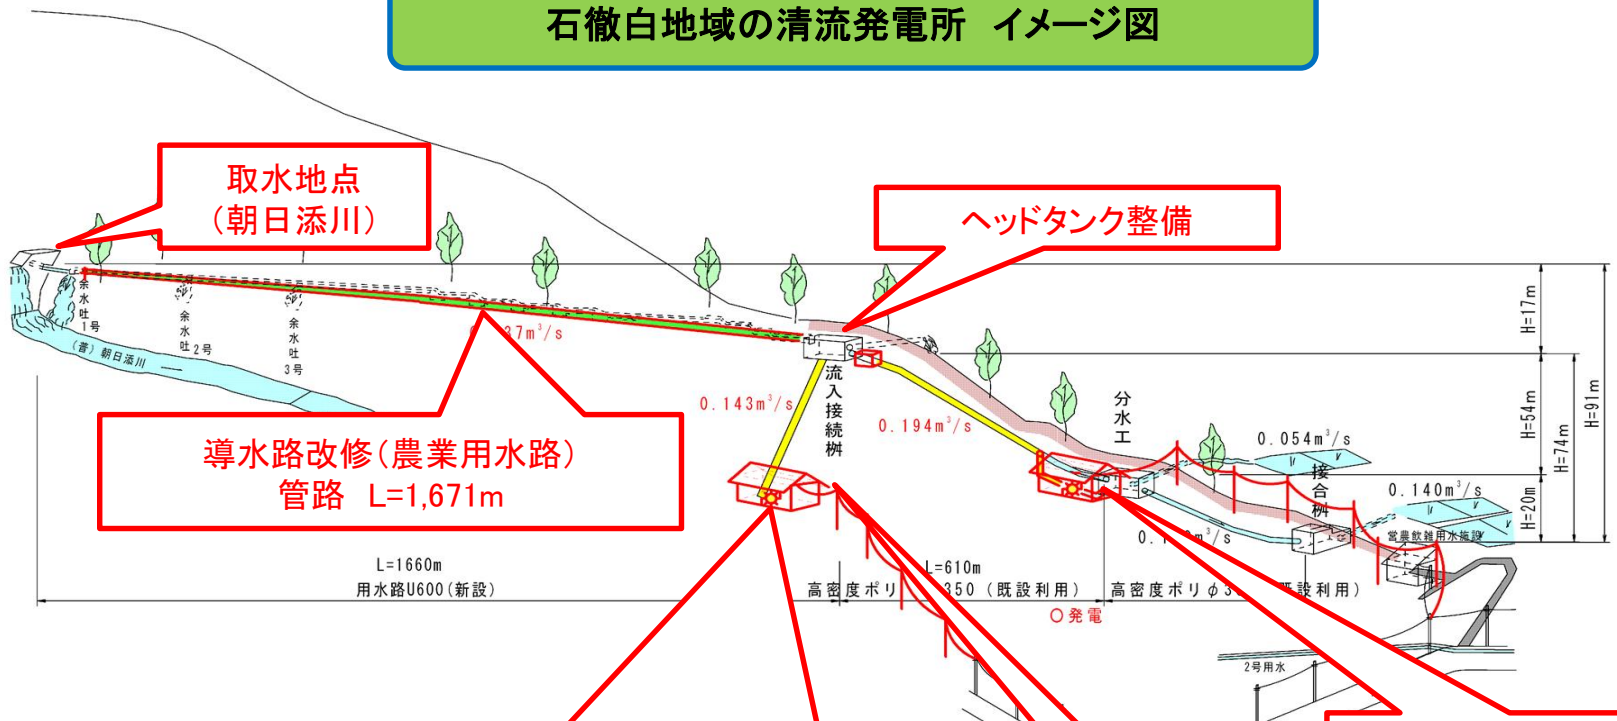 石徹白地域の清流発電所 イメージ図
取水地点
（朝日添川）
ヘッドタンク整備
余水吐1号
余水吐2号
余水吐3号
（普）朝日添川
37m³/s
導水路改修（農業用水路）
管路 L=1,671m
0.143m³/s
流入接続桝
0.194m³/s
分水工
0.054m³/s
接合桝
0.140m³/s
営農飲雑用水施設
m³/s
H=17m
H=54m
H=20m
H=74m
H=91m
L=1660m
用水路U600(新設)
L=610m
高密度ポリ 350（既設利用）
高密度ポリφ3 既設利用）
〇発電
2号用水